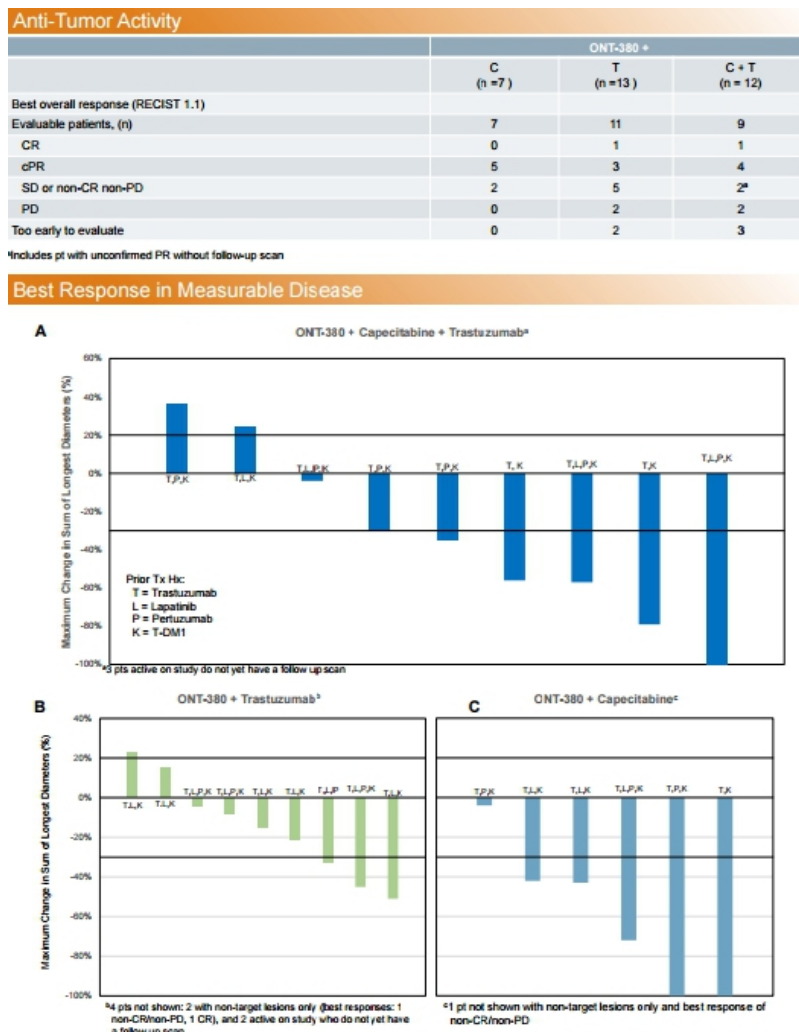 Anti-Tumor Activity
ONT-380 +
C T C + T
(n =7 ) (n =13 ) (n = 12)
Best overall response (RECIST 1.1)
Evaluable patients, (n) 7 11 9
CR 0 1 1
cPR 5 3 4
SD or non-CR non-PD 2 5 2ª
PD 0 2 2
Too early to evaluate 0 2 3
ªIncludes pt with unconfirmed PR without follow-up scan
Best Response in Measurable Disease
A
ONT-380 + Capecitabine + Trastuzumabª
Maximum Change in Sum of Longest Diameters (%)
60%
40%
20%
0%
-20%
-40%
-60%
-80%
-100%
T,P,K T,L,K T,L,P,K T,P,K T,P,K T, K T,L,P,K T,K T,L,P,K
Prior Tx Hx:
T = Trastuzumab
L = Lapatinib
P = Pertuzumab
K = T-DM1
ª3 pts active on study do not yet have a follow up scan
B
ONT-380 + Trastuzumabᵇ
Maximum Change in Sum of Longest Diameters (%)
40%
20%
0%
-20%
-40%
-60%
-80%
-100%
T,L,K T,L,K T,L,P,K T,L,P,K T,L,K T,L,K T,L,P T,L,P,K T,L,K
ᵇ4 pts not shown: 2 with non-target lesions only (best responses: 1
non-CR/non-PD, 1 CR), and 2 active on study who do not yet have
a follow up scan
C
ONT-380 + Capecitabineᶜ
T,P,K T,L,K T,L,K T,L,P,K T,P,K T,K
ᶜ1 pt not shown with non-target lesions only and best response of
non-CR/non-PD